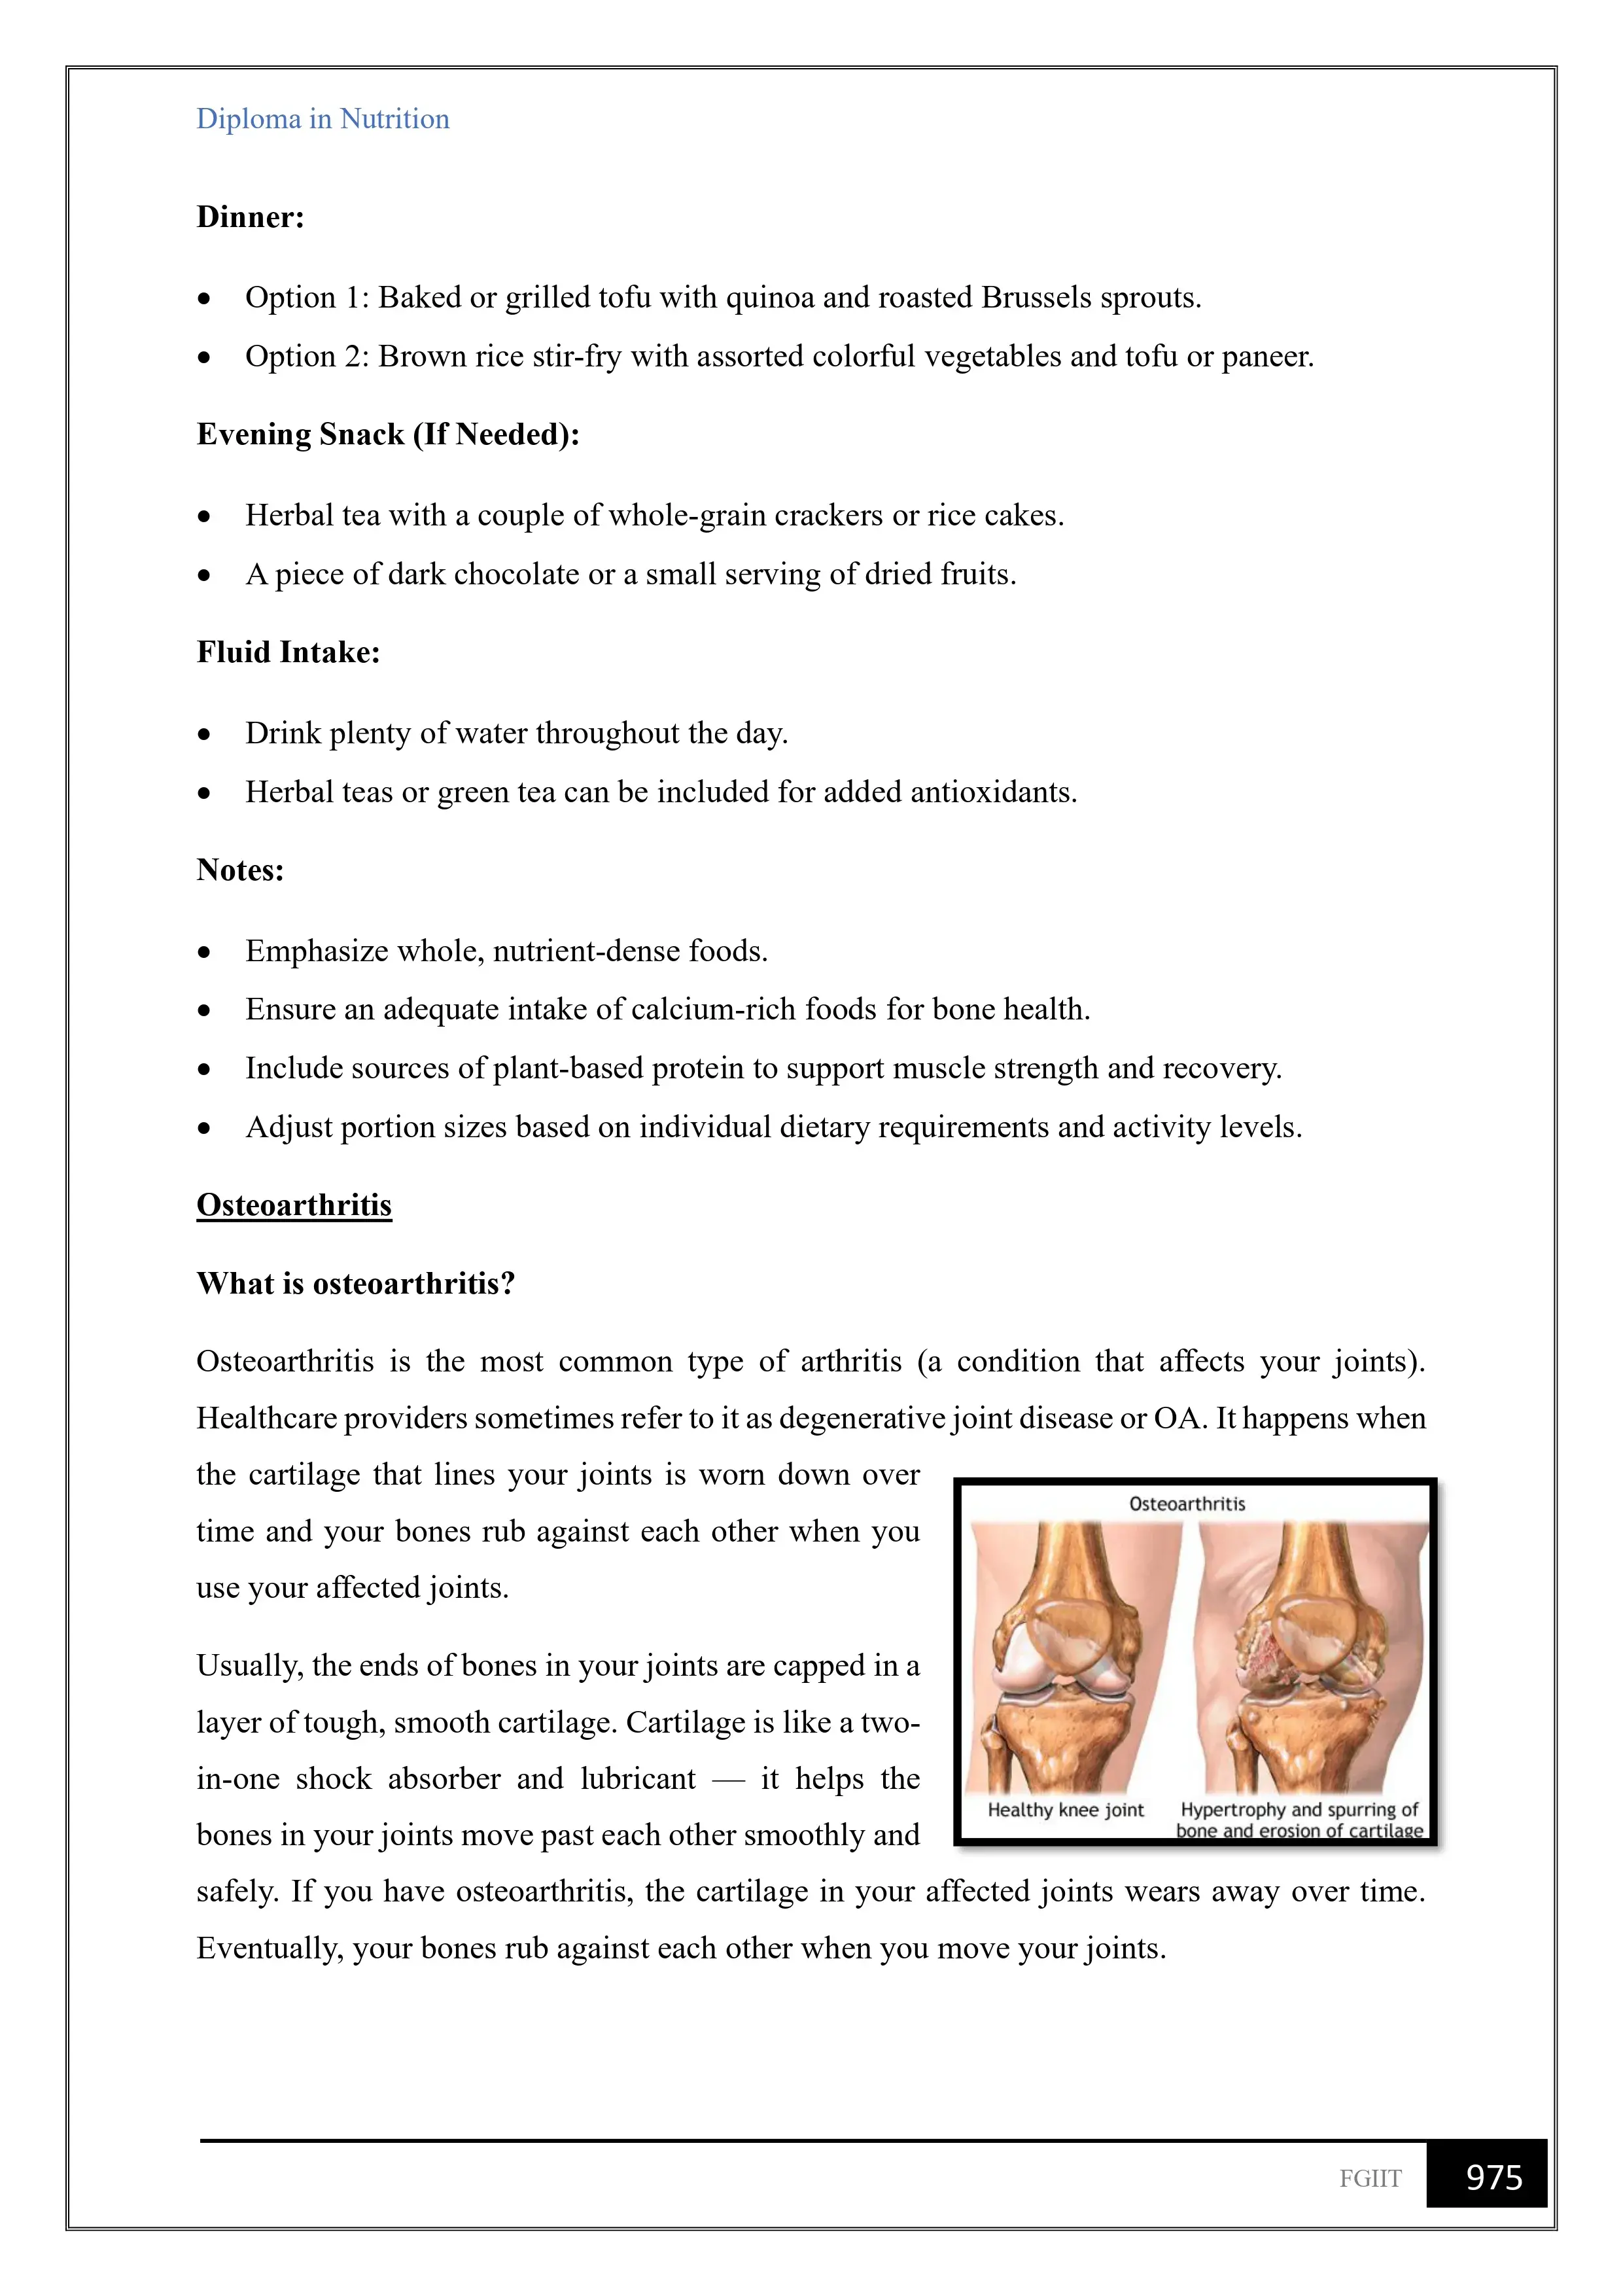 Diploma in Nutrition
Dinner:
• Option 1: Baked or grilled tofu with quinoa and roasted Brussels sprouts.
• Option 2: Brown rice stir-fry with assorted colorful vegetables and tofu or paneer.
Evening Snack (If Needed):
• Herbal tea with a couple of whole-grain crackers or rice cakes.
• A piece of dark chocolate or a small serving of dried fruits.
Fluid Intake:
• Drink plenty of water throughout the day.
• Herbal teas or green tea can be included for added antioxidants.
Notes:
• Emphasize whole, nutrient-dense foods.
• Ensure an adequate intake of calcium-rich foods for bone health.
• Include sources of plant-based protein to support muscle strength and recovery.
• Adjust portion sizes based on individual dietary requirements and activity levels.
Osteoarthritis
What is osteoarthritis?
Osteoarthritis is the most common type of arthritis (a condition that affects your joints).
Healthcare providers sometimes refer to it as degenerative joint disease or OA. It happens when
the cartilage that lines your joints is worn down over
time and your bones rub against each other when you
use your affected joints.
Usually, the ends of bones in your joints are capped in a
layer of tough, smooth cartilage. Cartilage is like a two-
in-one shock absorber and lubricant — it helps the
bones in your joints move past each other smoothly and
safely. If you have osteoarthritis, the cartilage in your affected joints wears away over time.
Eventually, your bones rub against each other when you move your joints.
Osteoarthritis
Healthy knee joint
Hypertrophy and spurring of
bone and erosion of cartilage
FGIIT
975